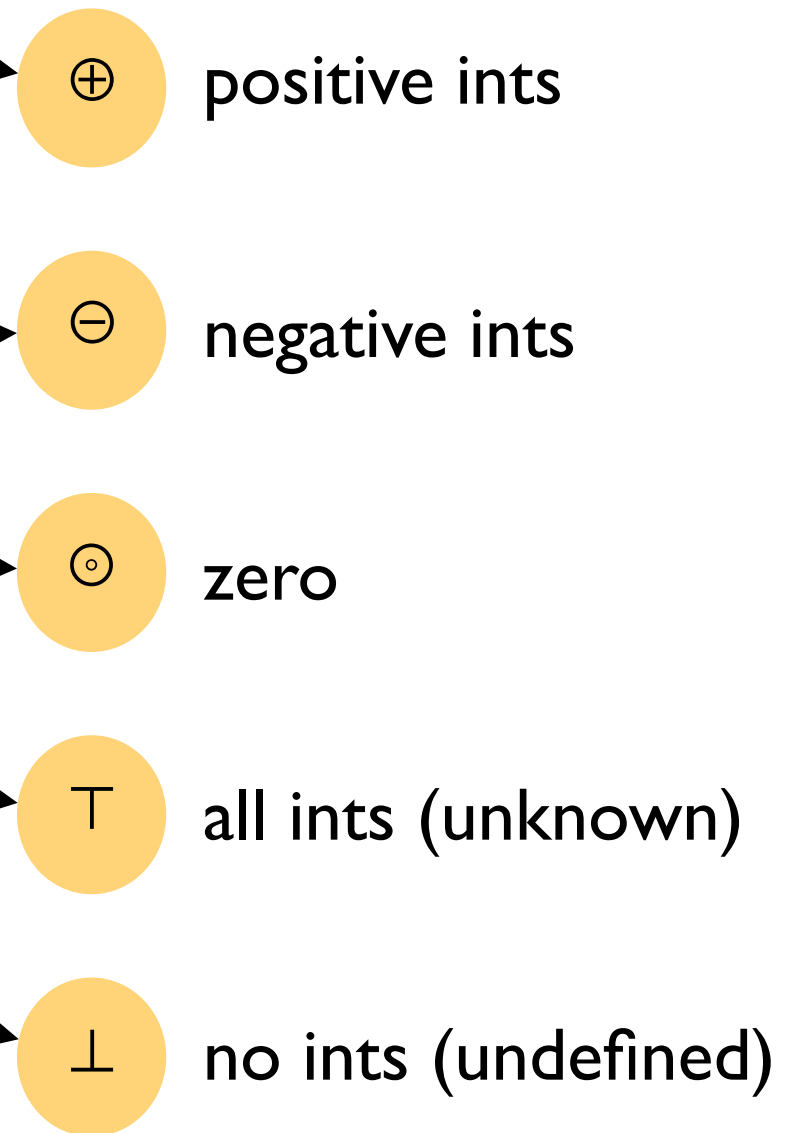 ⊕ positive ints
⊖ negative ints
⊙ zero
⊤ all ints (unknown)
⊥ no ints (undefined)